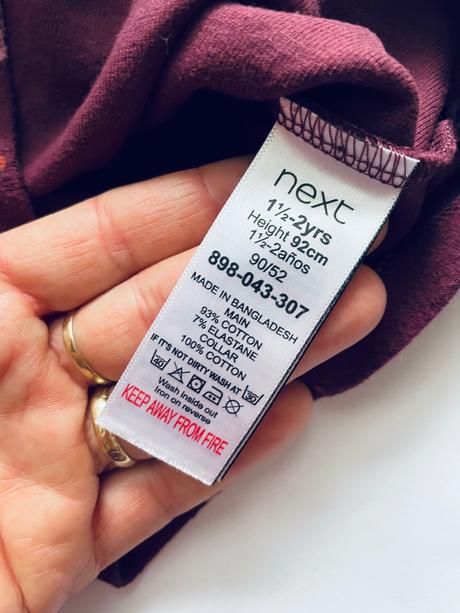 next
1½-2yrs
Height 92cm
1½-2años
90/52
898-043-307
MADE IN BANGLADESH
MAIN
93% COTTON
7% ELASTANE
COLLAR
100% COTTON
IF IT'S NOT DIRTY WASH AT 30
40
Wash inside out
Iron on reverse
KEEP AWAY FROM FIRE